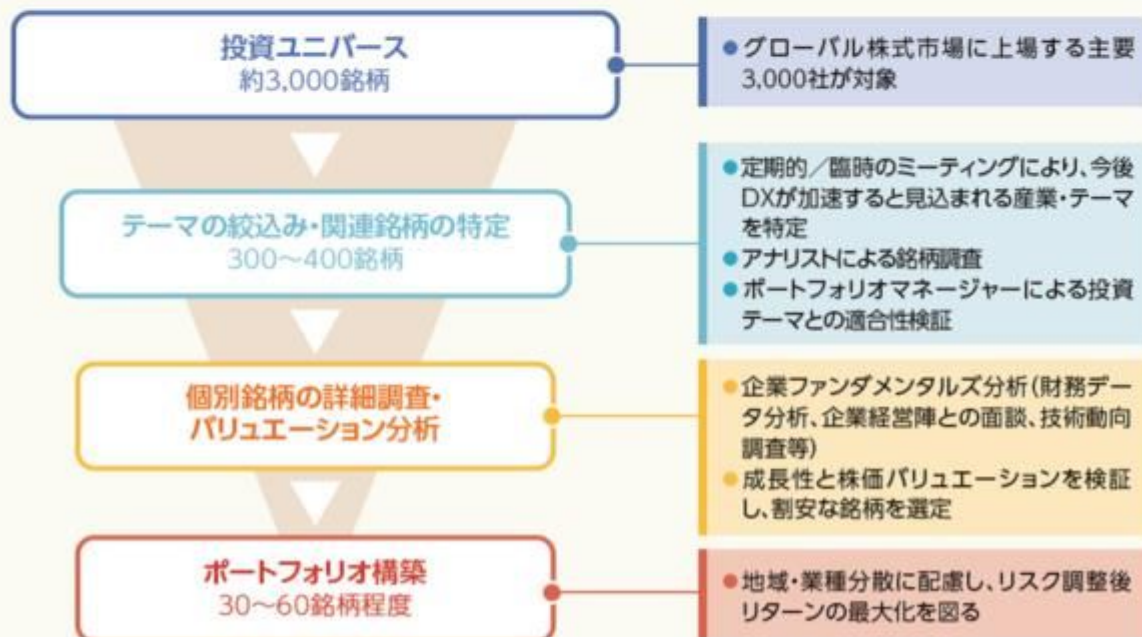 投資ユニバース
約3,000銘柄
●グローバル株式市場に上場する主要
3,000社が対象
テーマの絞込み・関連銘柄の特定
300～400銘柄
●定期的／臨時のミーティングにより、今後
DXが加速すると見込まれる産業・テーマ
を特定
●アナリストによる銘柄調査
●ポートフォリオマネージャーによる投資
テーマとの適合性検証
個別銘柄の詳細調査・
バリュエーション分析
●企業ファンダメンタルズ分析(財務デー
タ分析、企業経営陣との面談、技術動向
調査等)
●成長性と株価バリュエーションを検証
し、割安な銘柄を選定
ポートフォリオ構築
30～60銘柄程度
●地域・業種分散に配慮し、リスク調整後
リターンの最大化を図る